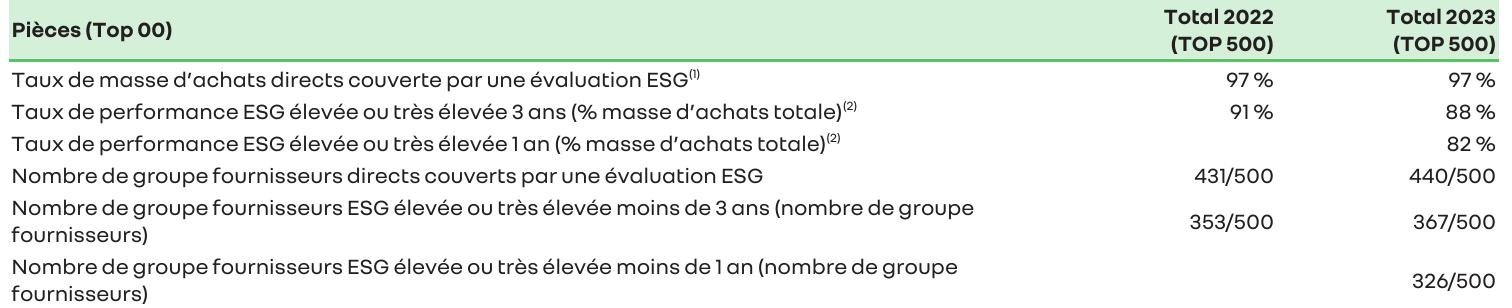 Pièces (Top 00) Total 2022 (TOP 500) Total 2023 (TOP 500)
Taux de masse d’achats directs couverte par une évaluation ESG(1) 97 % 97 %
Taux de performance ESG élevée ou très élevée 3 ans (% masse d’achats totale)(2) 91 % 88 %
Taux de performance ESG élevée ou très élevée 1 an (% masse d’achats totale)(2) 82 %
Nombre de groupe fournisseurs directs couverts par une évaluation ESG 431/500 440/500
Nombre de groupe fournisseurs ESG élevée ou très élevée moins de 3 ans (nombre de groupe
fournisseurs) 353/500 367/500
Nombre de groupe fournisseurs ESG élevée ou très élevée moins de 1 an (nombre de groupe
fournisseurs) 326/500